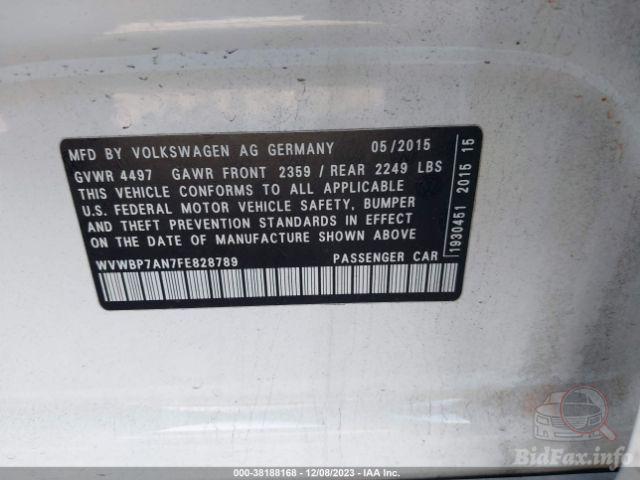 MFD BY VOLKSWAGEN AG GERMANY 05/2015
GVWR 4497 GAWR FRONT 2359 / REAR 2249 LBS
THIS VEHICLE CONFORMS TO ALL APPLICABLE
U.S. FEDERAL MOTOR VEHICLE SAFETY, BUMPER
AND THEFT PREVENTION STANDARDS IN EFFECT
ON THE DATE OF MANUFACTURE SHOWN ABOVE
WVWBP7AN7FE828789 PASSENGER CAR
1930451 2015 15
BidFax.info
000-38188168 - 12/08/2023 - IAA Inc.